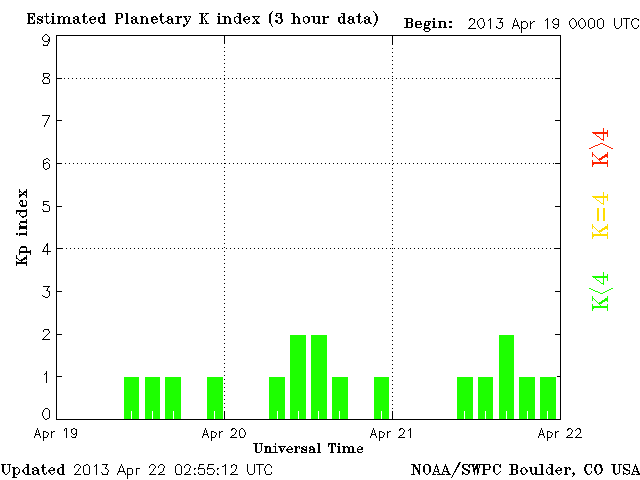 Estimated Planetary K index (3 hour data) Begin: 2013 Apr 19 0000 UTC
9
8
7
6
5
4
3
2
1
0
Kp index
K>4
K=4
K<4
Apr 19 Apr 20 Apr 21 Apr 22
Universal Time
Updated 2013 Apr 22 02:55:12 UTC NOAA/SWPC Boulder, CO USA